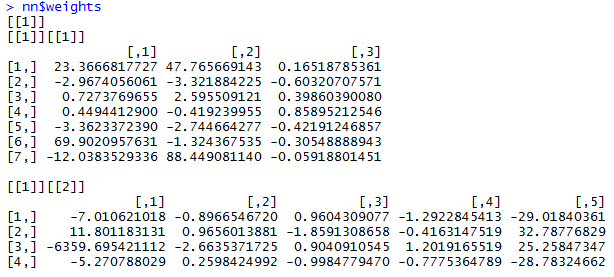 > nn$weights
[[1]]
[[1]][[1]]
[,1] [,2] [,3]
[1,] 23.3666817727 47.765669143 0.16518785361
[2,] -2.9674056061 -3.321884225 -0.60320707571
[3,] 0.7273769655 2.595509121 0.39860390080
[4,] 0.4494412900 -0.419239955 0.85895212546
[5,] -3.3623372390 -2.744664277 -0.42191246857
[6,] 69.9020957631 -1.324367535 -0.30548888943
[7,] -12.0383529336 88.449081140 -0.05918801451
[[1]][[2]]
[,1] [,2] [,3] [,4] [,5]
[1,] -7.010621018 -0.8966546720 0.9604309077 -1.2922845413 -29.01840361
[2,] 11.801183131 0.9656013881 -1.8591308658 -0.4163147519 32.78776829
[3,] -6359.695421112 -2.6635371725 0.9040910545 1.2019165519 25.25847347
[4,] -5.270788029 0.2598424992 -0.9984779470 -0.7775364789 -28.78324662